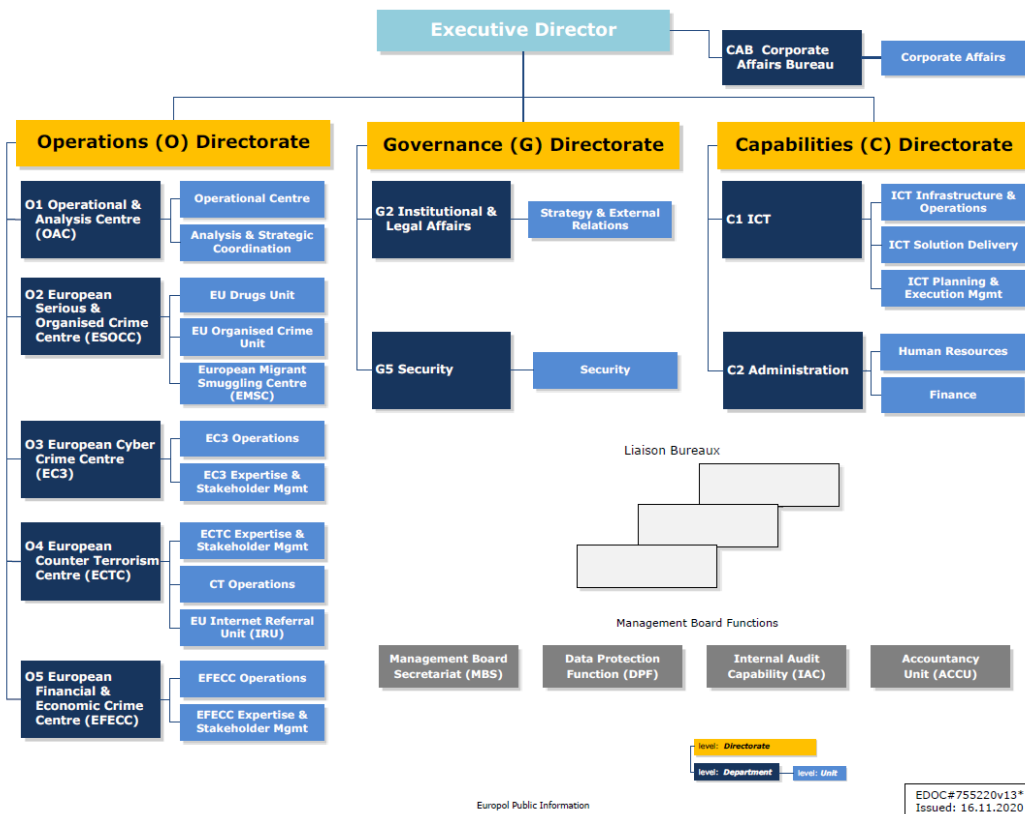 Executive Director
CAB Corporate
Affairs Bureau
Corporate Affairs
Operations (O) Directorate
O1 Operational &
Analysis Centre
(OAC)
Operational Centre
Analysis & Strategic
Coordination
O2 European
Serious &
Organised Crime
Centre (ESOCC)
EU Drugs Unit
EU Organised Crime
Unit
European Migrant
Smuggling Centre
(EMSC)
O3 European Cyber
Crime Centre
(EC3)
EC3 Operations
EC3 Expertise &
Stakeholder Mgmt
O4 European
Counter Terrorism
Centre (ECTC)
ECTC Expertise &
Stakeholder Mgmt
CT Operations
EU Internet Referral
Unit (IRU)
O5 European
Financial &
Economic Crime
Centre (EFECC)
EFECC Operations
EFECC Expertise &
Stakeholder Mgmt
Governance (G) Directorate
G2 Institutional &
Legal Affairs
Strategy & External
Relations
G5 Security
Security
Capabilities (C) Directorate
C1 ICT
ICT Infrastructure &
Operations
ICT Solution Delivery
ICT Planning &
Execution Mgmt
C2 Administration
Human Resources
Finance
Liaison Bureaux
Management Board Functions
Management Board
Secretariat (MBS)
Data Protection
Function (DPF)
Internal Audit
Capability (IAC)
Accountancy
Unit (ACCU)
level: Directorate
level: Department
level: Unit
Europol Public Information
EDOC#755220v13*
Issued: 16.11.2020